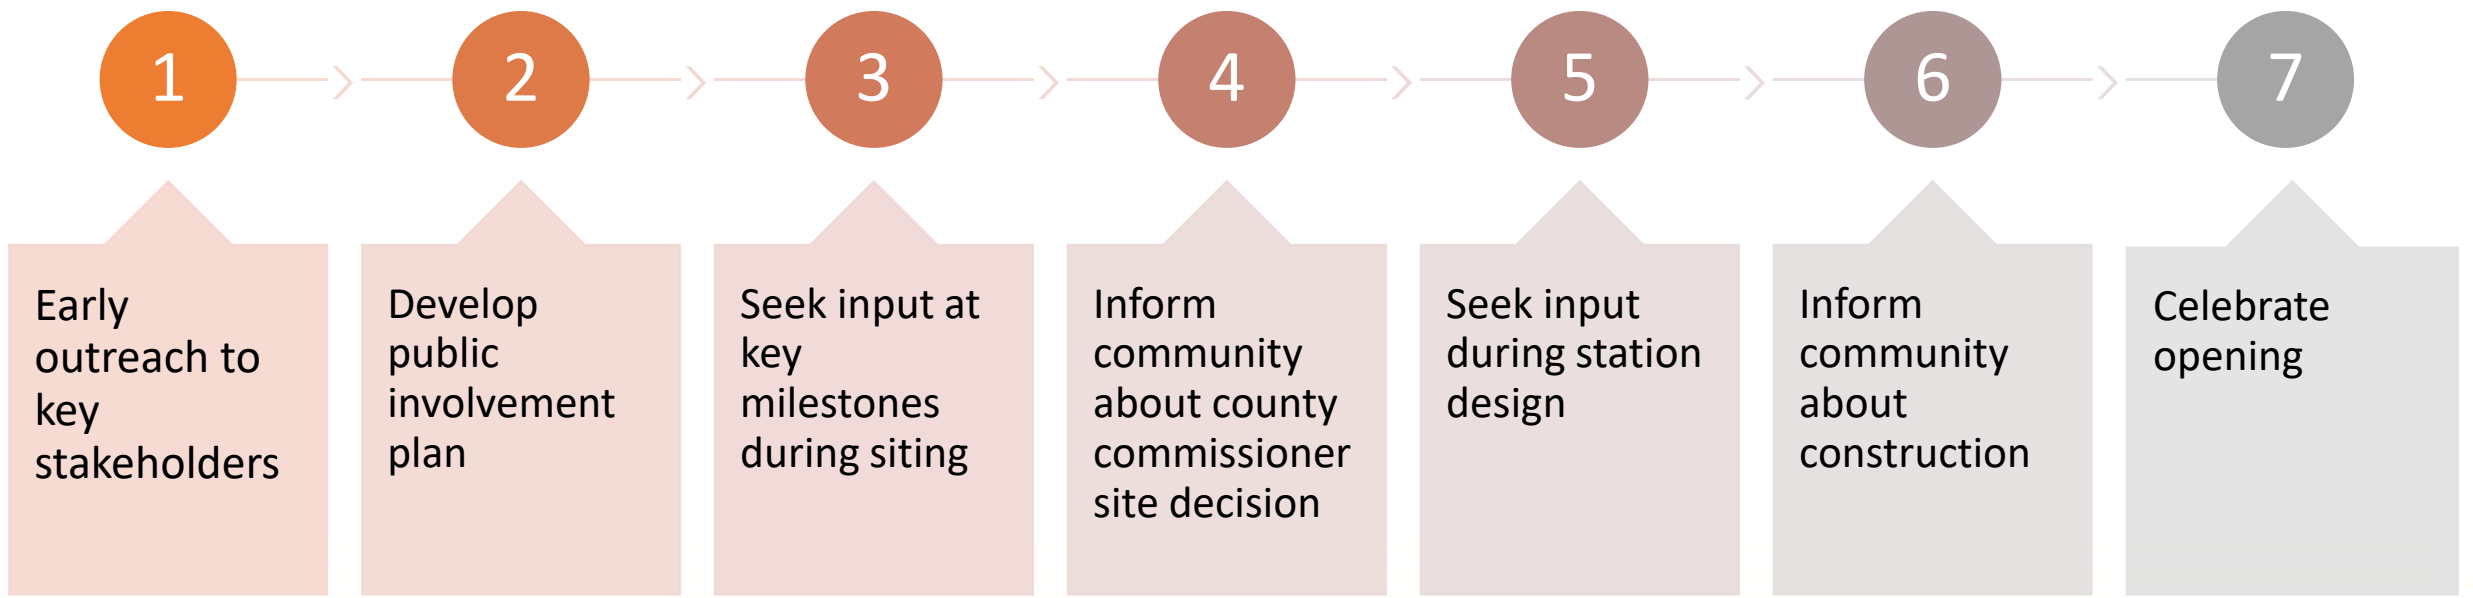 1
2
3
4
5
6
7
Early
outreach to
key
stakeholders
Develop
public
involvement
plan
Seek input at
key
milestones
during siting
Inform
community
about county
commissioner
site decision
Seek input
during station
design
Inform
community
about
construction
Celebrate
opening